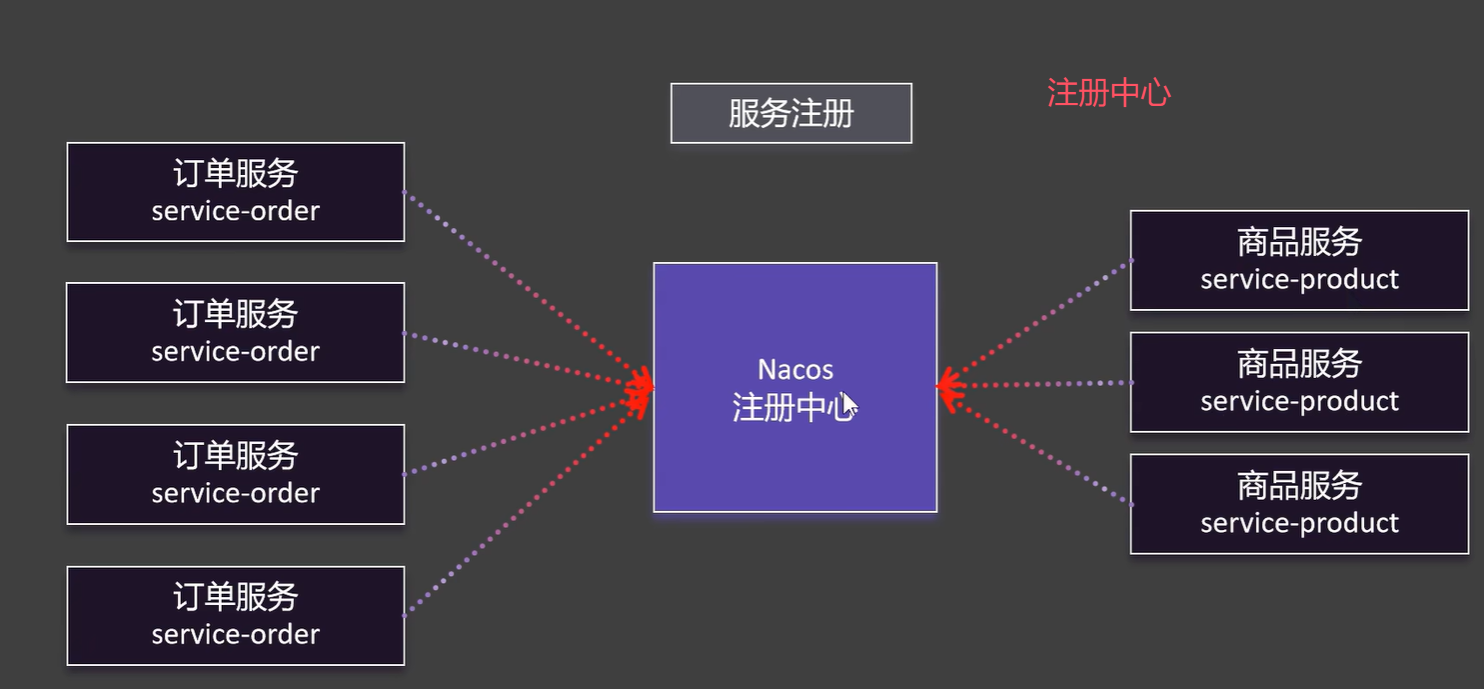 服务注册
注册中心
订单服务
service-order
订单服务
service-order
订单服务
service-order
订单服务
service-order
Nacos
注册中心
商品服务
service-product
商品服务
service-product
商品服务
service-product